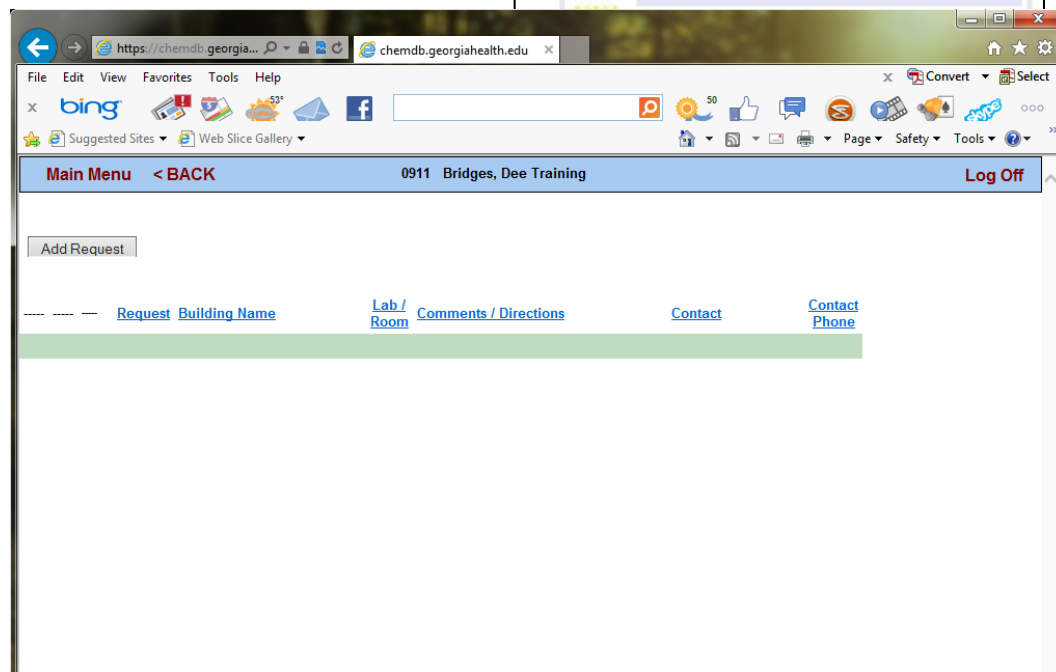 https://chemdb.georgia...
chemdb.georgiahealth.edu
File Edit View Favorites Tools Help
x Convert Select
x bing 53° 50
Suggested Sites Web Slice Gallery
Page Safety Tools
Main Menu < BACK 0911 Bridges, Dee Training Log Off
Add Request
----- ----- ---- Request Building Name Lab / Room Comments / Directions Contact Contact Phone